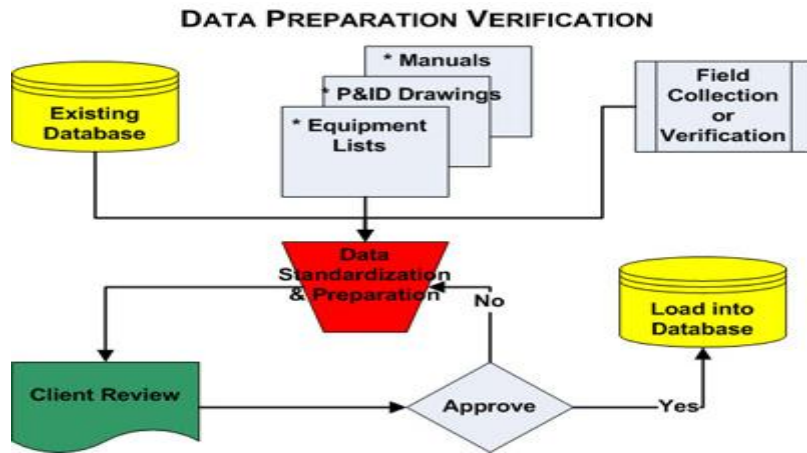 DATA PREPARATION VERIFICATION
Existing
Database
* Manuals
* P&ID Drawings
* Equipment
Lists
Field
Collection
or
Verification
Data
Standardization
& Preparation
No
Load into
Database
Client Review
Approve
Yes